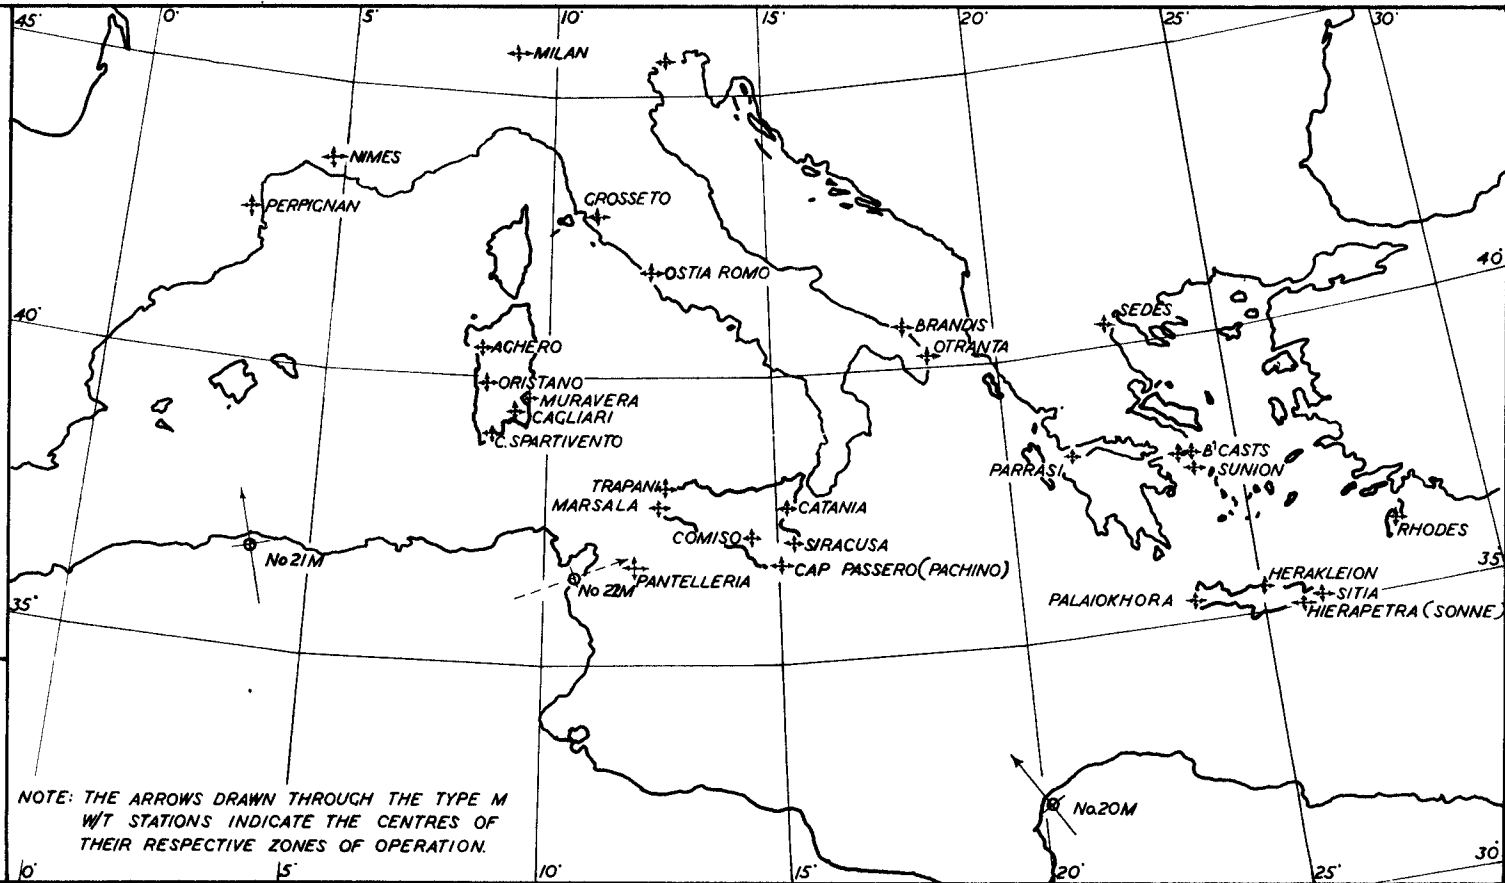 45° 0° 5° 10° 15° 20° 25° 30°
MILAN
NIMES
PERPIGNAN
GROSSETO
OSTIA ROMO
40°
SEDES
40°
BRANDIS
OTRANTA
AGHERO
ORISTANO
MURAVERA
CAGLIARI
C. SPARTIVENTO
B'CASTS
PARRASI
SUNION
TRAPANI
MARSALA
CATANIA
RHODES
COMISO
SIRACUSA
No 21M
35°
CAP PASSERO (PACHINO)
PANTELLERIA
HERAKLEION
No 22M
SITIA
PALAIOKHORA
HIERAPETRA (SONNE)
35°
NOTE: THE ARROWS DRAWN THROUGH THE TYPE M
W/T STATIONS INDICATE THE CENTRES OF
THEIR RESPECTIVE ZONES OF OPERATION.
No.20M
30°
0° 5° 10° 15° 20° 25°